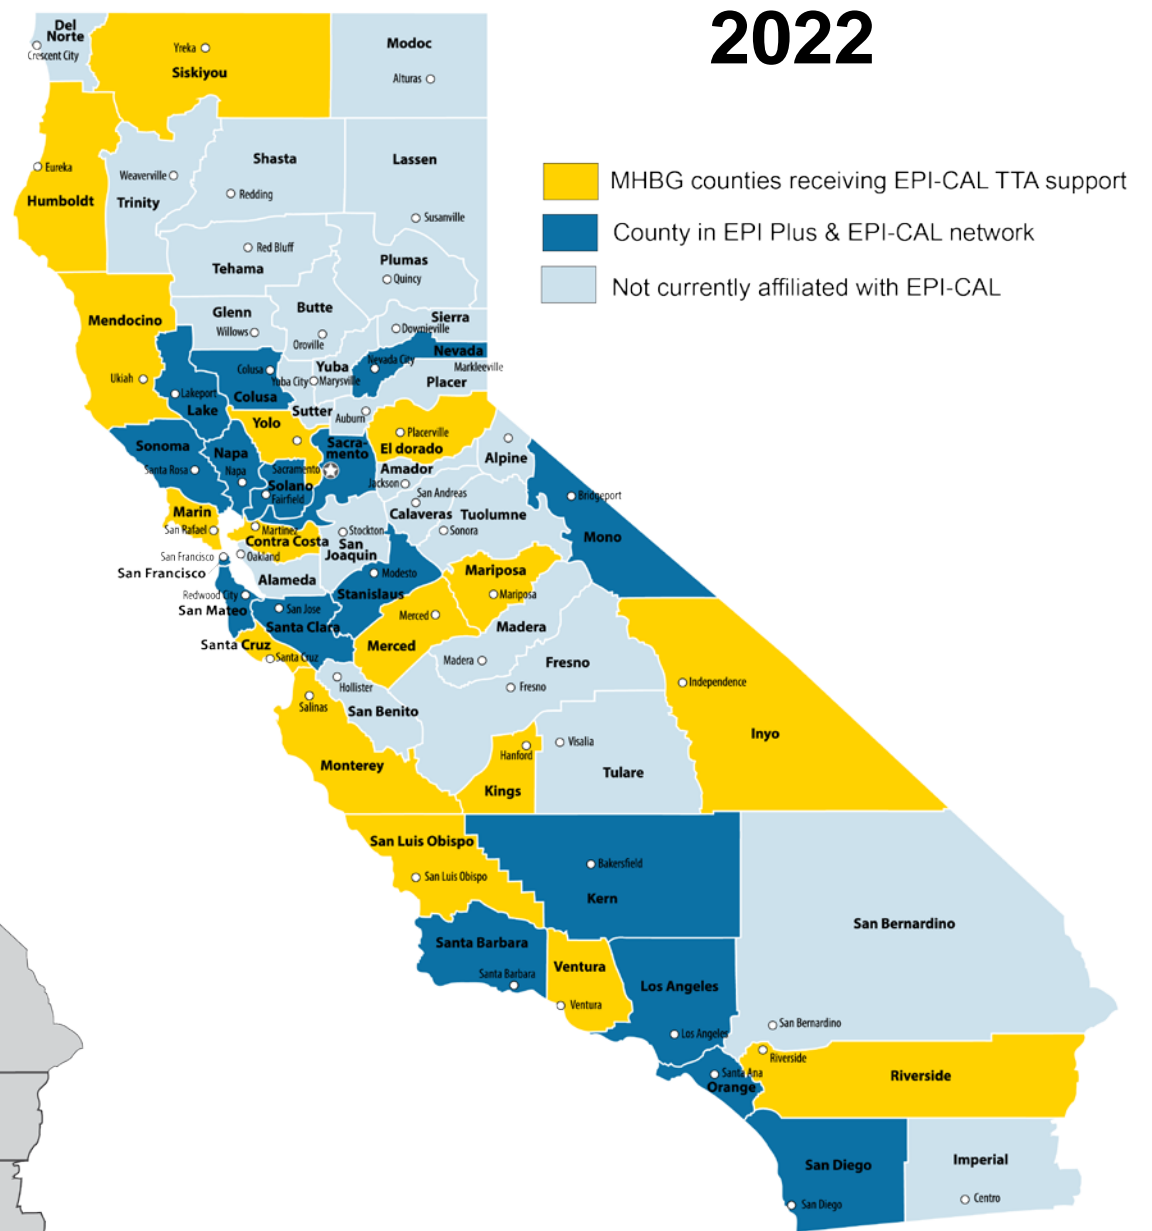 2022
MHBG counties receiving EPI-CAL TTA support
County in EPI Plus & EPI-CAL network
Not currently affiliated with EPI-CAL
Del
Norte
Crescent City
Yreka
Siskiyou
Modoc
Alturas
Eureka
Humboldt
Weaverville
Trinity
Shasta
Redding
Lassen
Susanville
Red Bluff
Tehama
Plumas
Quincy
Mendocino
Ukiah
Glenn
Willows
Butte
Oroville
Sierra
Downieville
Nevada
Nevada City
Markleeville
Placer
Colusa
Colusa
Yuba
Yuba City
Marysville
Lakeport
Lake
Sutter
Auburn
Yolo
Placerville
El dorado
Sonoma
Santa Rosa
Napa
Napa
Sacra-
mento
Sacramento
Solano
Fairfield
Alpine
Amador
Jackson
San Andreas
Calaveras
Tuolumne
Sonora
Bridgeport
Mono
Marin
San Rafael
Martinez
Contra Costa
Stockton
San
Joaquin
San Francisco
San Francisco
Oakland
Alameda
Modesto
Stanislaus
Mariposa
Mariposa
Redwood City
San Mateo
San Jose
Santa Clara
Merced
Merced
Madera
Madera
Santa Cruz
Santa Cruz
Fresno
Fresno
Hollister
San Benito
Salinas
Monterey
Independence
Inyo
Hanford
Kings
Visalia
Tulare
San Luis Obispo
San Luis Obispo
Bakersfield
Kern
San Bernardino
San Bernardino
Santa Barbara
Santa Barbara
Ventura
Ventura
Los Angeles
Los Angeles
Santa Ana
Orange
Riverside
Riverside
San Diego
San Diego
Imperial
Centro